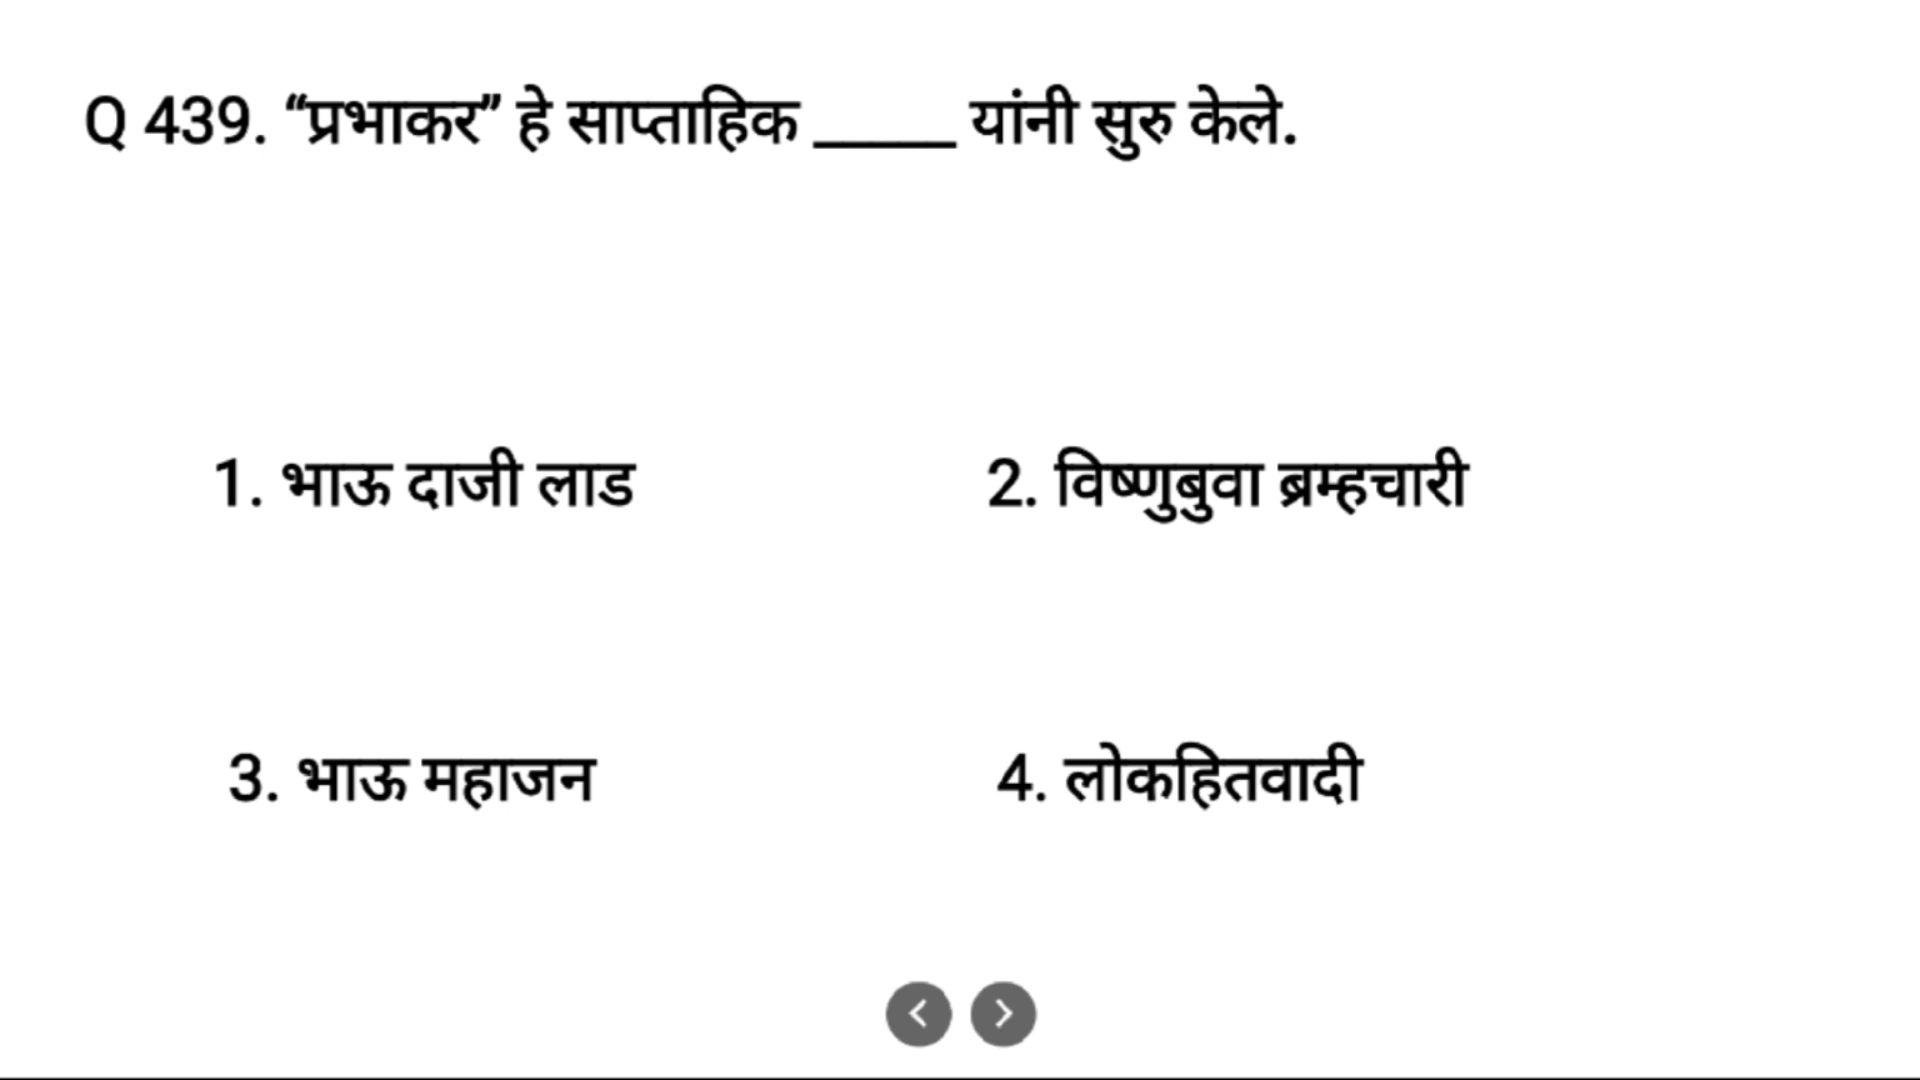 Q 439. “प्रभाकर” हे साप्ताहिक _____ यांनी सुरु केले.
1. भाऊ दाजी लाड
2. विष्णुबुवा ब्रम्हचारी
3. भाऊ महाजन
4. लोकहितवादी